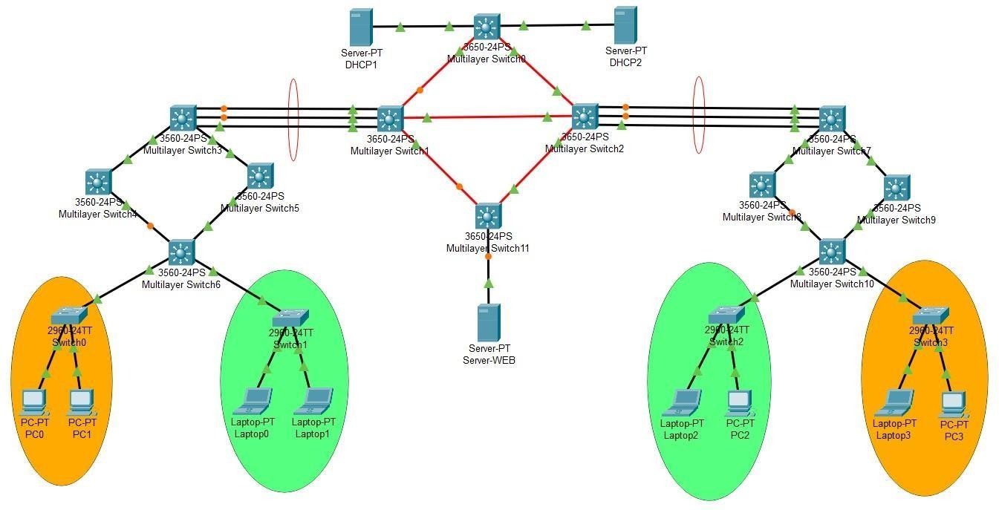 Server-PT
DHCP1
3650-24PS
Multilayer Switch0
Server-PT
DHCP2
3560-24PS
Multilayer Switch3
3650-24PS
Multilayer Switch1
3650-24PS
Multilayer Switch2
3560-24PS
Multilayer Switch7
3560-24PS
Multilayer Switch4
3560-24PS
Multilayer Switch5
3560-24PS
Multilayer Switch8
3560-24PS
Multilayer Switch9
3650-24PS
Multilayer Switch11
3560-24PS
Multilayer Switch6
3560-24PS
Multilayer Switch10
2960-24TT
Switch0
2960-24TT
Switch1
Server-PT
Server-WEB
2960-24TT
Switch2
2960-24TT
Switch3
PC-PT
PC0
PC-PT
PC1
Laptop-PT
Laptop0
Laptop-PT
Laptop1
Laptop-PT
Laptop2
PC-PT
PC2
Laptop-PT
Laptop3
PC-PT
PC3